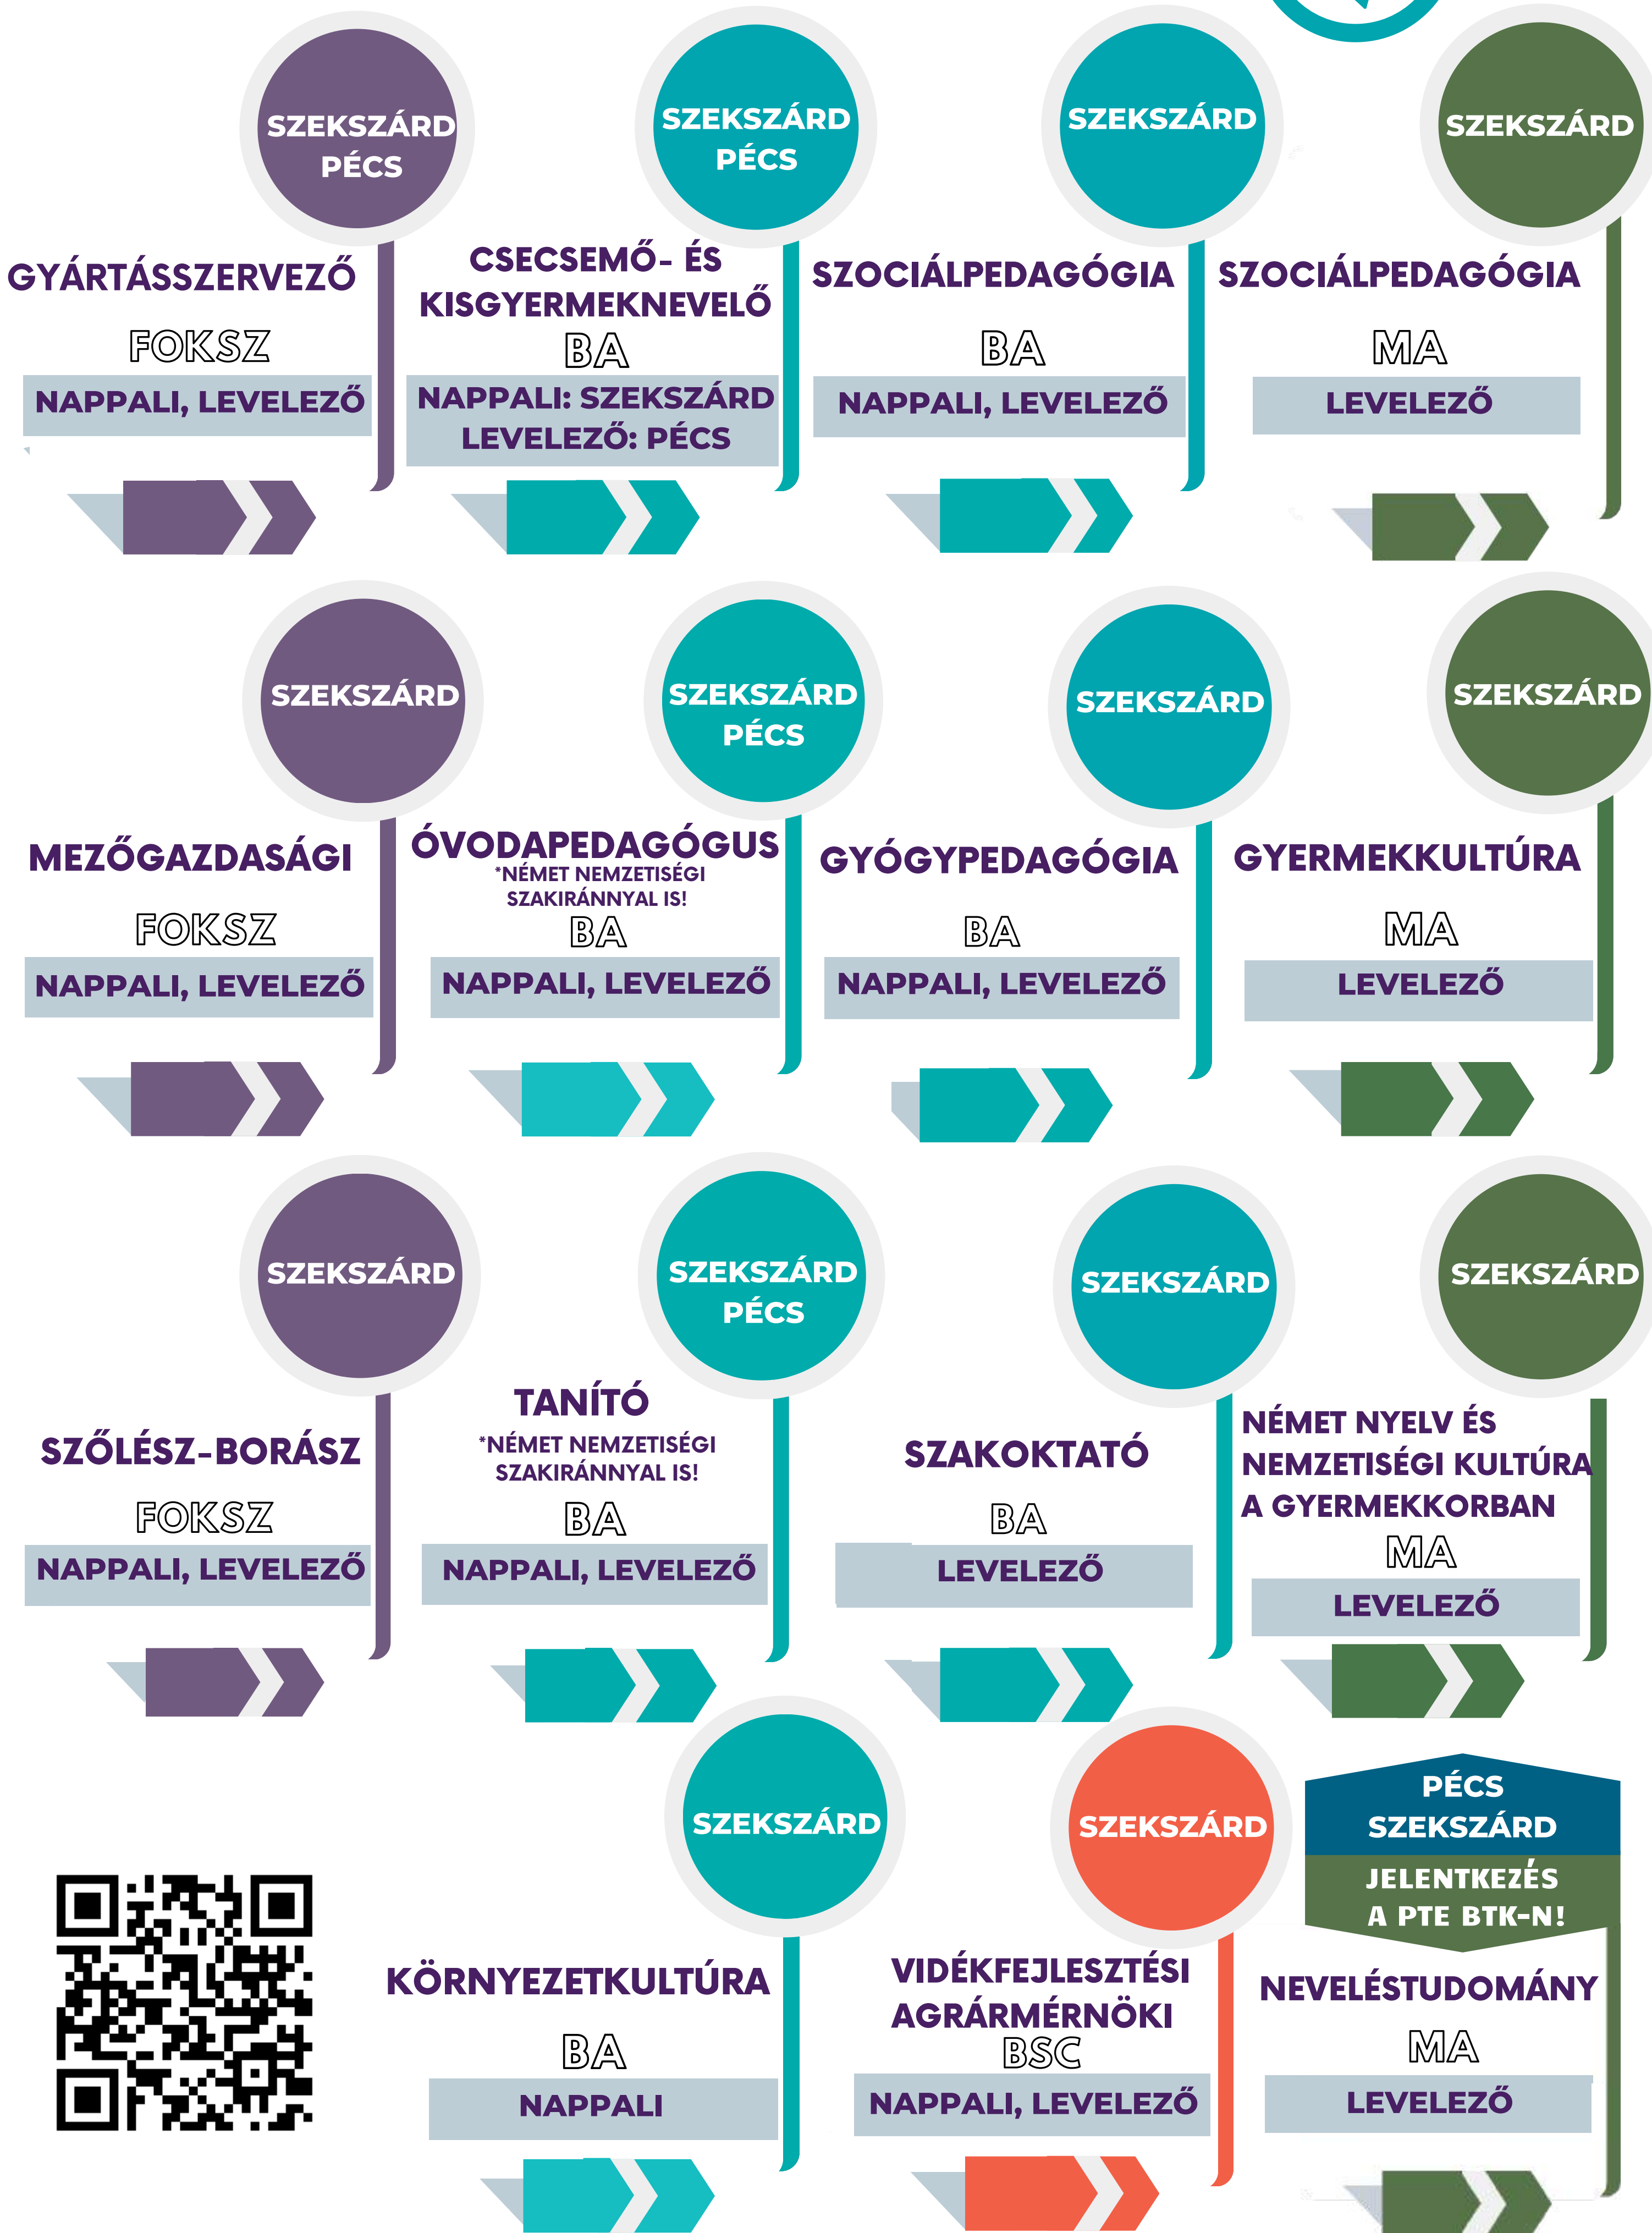 SZEKSZÁRD
PÉCS
GYÁRTÁSSZERVEZŐ
FOKSZ
NAPPALI, LEVELEZŐ
SZEKSZÁRD
PÉCS
CSECSEMŐ- ÉS
KISGYERMEKNEVELŐ
BA
NAPPALI: SZEKSZÁRD
LEVELEZŐ: PÉCS
SZEKSZÁRD
SZOCIÁLPEDAGÓGIA
BA
NAPPALI, LEVELEZŐ
SZEKSZÁRD
SZOCIÁLPEDAGÓGIA
MA
LEVELEZŐ
SZEKSZÁRD
MEZŐGAZDASÁGI
FOKSZ
NAPPALI, LEVELEZŐ
SZEKSZÁRD
PÉCS
ÓVODAPEDAGÓGUS
*NÉMET NEMZETISÉGI
SZAKIRÁNNYAL IS!
BA
NAPPALI, LEVELEZŐ
SZEKSZÁRD
GYÓGYPEDAGÓGIA
BA
NAPPALI, LEVELEZŐ
SZEKSZÁRD
GYERMEKKULTÚRA
MA
LEVELEZŐ
SZEKSZÁRD
SZŐLÉSZ-BORÁSZ
FOKSZ
NAPPALI, LEVELEZŐ
SZEKSZÁRD
PÉCS
TANÍTÓ
*NÉMET NEMZETISÉGI
SZAKIRÁNNYAL IS!
BA
NAPPALI, LEVELEZŐ
SZEKSZÁRD
SZAKOKTATÓ
BA
LEVELEZŐ
SZEKSZÁRD
NÉMET NYELV ÉS
NEMZETISÉGI KULTÚRA
A GYERMEKKORBAN
MA
LEVELEZŐ
SZEKSZÁRD
KÖRNYEZETKULTÚRA
BA
NAPPALI
SZEKSZÁRD
VIDÉKFEJLESZTÉSI
AGRÁRMÉRNÖKI
BSC
NAPPALI, LEVELEZŐ
PÉCS
SZEKSZÁRD
JELENTKEZÉS
A PTE BTK-N!
NEVELÉSTUDOMÁNY
MA
LEVELEZŐ